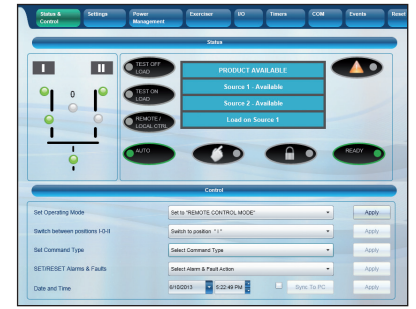 Status & Control Settings Power Management Exerciser I/O Timers COM Events Reset
Status
I II
0
TEST OFF LOAD
TEST ON LOAD
REMOTE / LOCAL CTRL
PRODUCT AVAILABLE
Source 1 - Available
Source 2 - Available
Load on Source 1
AUTO READY
Control
Set Operating Mode Set to "REMOTE CONTROL MODE" Apply
Switch between positions I-0-II Switch to position " I " Apply
Set Command Type Select Command Type Apply
SET/RESET Alarms & Faults Select Alarm & Fault Action Apply
Date and Time 6/10/2013 5:22:49 PM Sync To PC Apply